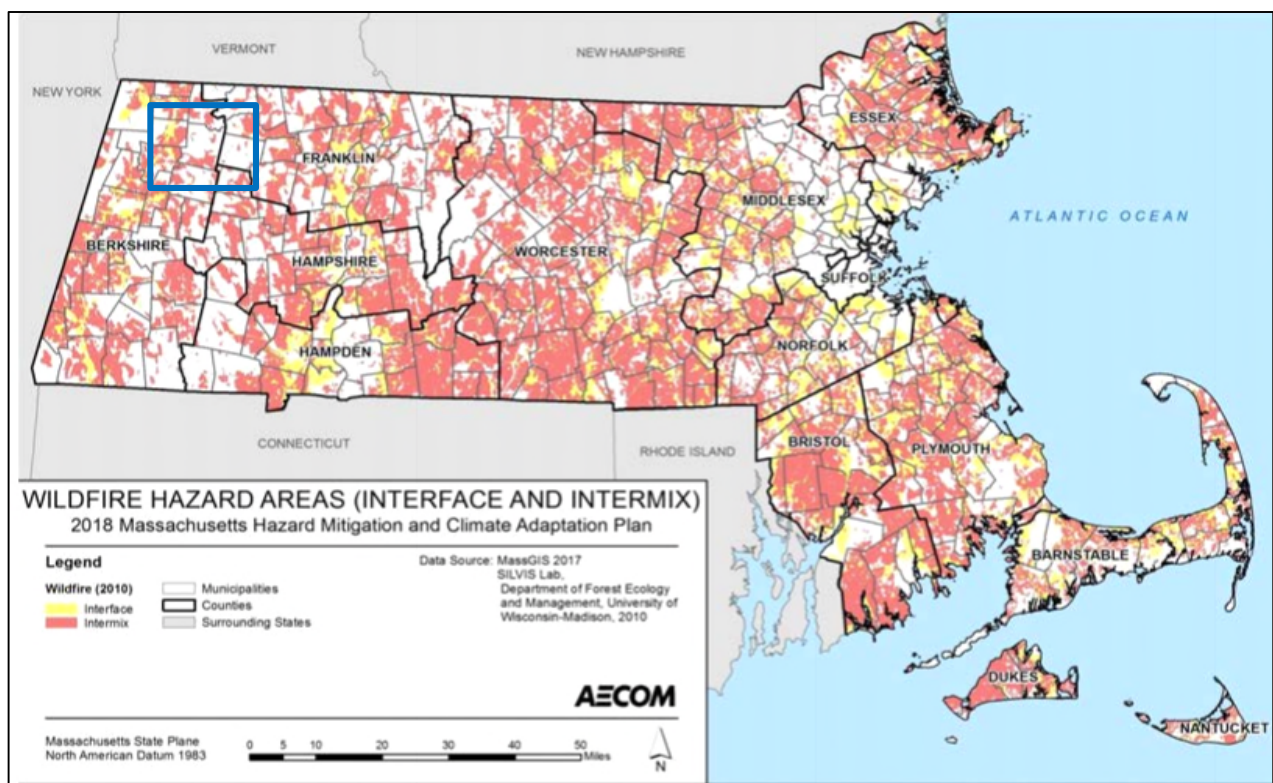 VERMONT
NEW HAMPSHIRE
NEW YORK
ESSEX
FRANKLIN
MIDDLESEX
ATLANTIC OCEAN
BERKSHIRE
WORCESTER
HAMPSHIRE
SUFFOLK
NORFOLK
HAMPDEN
CONNECTICUT
RHODE ISLAND
BRISTOL
PLYMOUTH
BARNSTABLE
DUKES
NANTUCKET
WILDFIRE HAZARD AREAS (INTERFACE AND INTERMIX)
2018 Massachusetts Hazard Mitigation and Climate Adaptation Plan
Legend
Wildfire (2010)
Interface
Intermix
Municipalities
Counties
Surrounding States
Data Source: MassGIS 2017
SILVIS Lab,
Department of Forest Ecology
and Management, University of
Wisconsin-Madison, 2010
AECOM
Massachusetts State Plane
North American Datum 1983
0 5 10 20 30 40 50
Miles
N